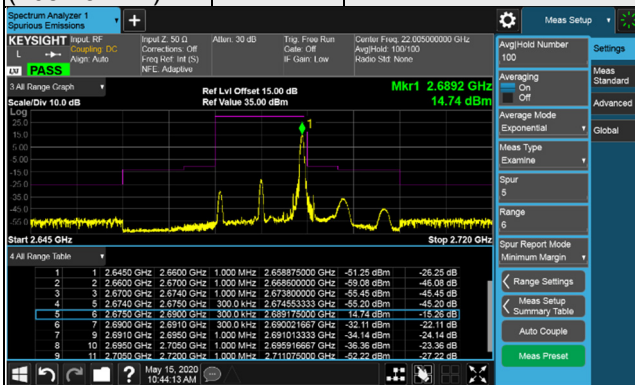 Spectrum Analyzer 1
Spurious Emissions
Meas Setup
KEYSIGHT Input: RF Input Z: 50 Ω Atten: 30 dB Trig: Free Run Center Freq: 22.005000000 GHz
L Coupling: DC Corrections: Off Gate: Off Avg|Hold: 100/100
Align: Auto Freq Ref: Int (S) IF Gain: Low Radio Std: None
NFE: Adaptive
LXI PASS
3 All Range Graph
Ref Lvl Offset 15.00 dB
Mkr1 2.6892 GHz
Scale/Div 10.0 dB
Ref Value 35.00 dBm
14.74 dBm
Log
25.0
15.0
5.00
-5.00
-15.0
-25.0
-35.0
-45.0
-55.0
1
Start 2.645 GHz
Stop 2.720 GHz
4 All Range Table
1 1 2.6450 GHz 2.6600 GHz 1.000 MHz 2.658875000 GHz -51.25 dBm -26.25 dB
2 2 2.6600 GHz 2.6700 GHz 1.000 MHz 2.668600000 GHz -59.08 dBm -46.08 dB
3 3 2.6700 GHz 2.6740 GHz 1.000 MHz 2.673800000 GHz -55.45 dBm -45.45 dB
4 5 2.6740 GHz 2.6750 GHz 300.0 kHz 2.674553333 GHz -55.20 dBm -45.20 dB
5 6 2.6750 GHz 2.6900 GHz 300.0 kHz 2.689175000 GHz 14.74 dBm -15.26 dB
6 7 2.6900 GHz 2.6910 GHz 300.0 kHz 2.690021667 GHz -32.11 dBm -22.11 dB
7 9 2.6910 GHz 2.6950 GHz 1.000 MHz 2.691013333 GHz -34.14 dBm -24.14 dB
8 10 2.6950 GHz 2.7050 GHz 1.000 MHz 2.695916667 GHz -36.36 dBm -23.36 dB
9 11 2.7050 GHz 2.7200 GHz 1.000 MHz 2.711075000 GHz -52.22 dBm -27.22 dB
May 15, 2020
10:44:13 AM
Avg|Hold Number
100
Averaging
On
Off
Average Mode
Exponential
Meas Type
Examine
Spur
5
Range
6
Spur Report Mode
Minimum Margin
Range Settings
Meas Setup
Summary Table
Auto Couple
Meas Preset
Settings
Meas
Standard
Advanced
Global